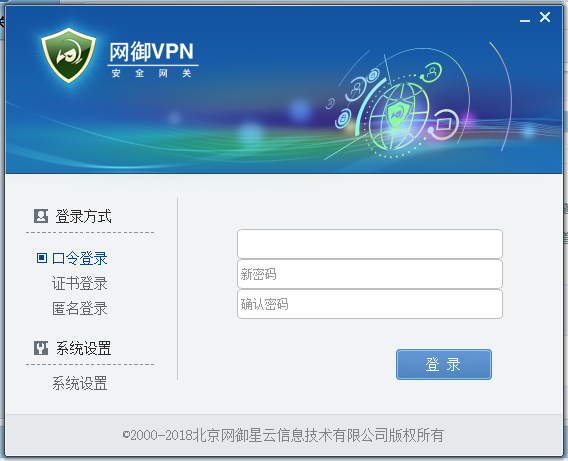 网御VPN
安全网关
登录方式
口令登录
证书登录
匿名登录
系统设置
系统设置
新密码
确认密码
登 录
©2000-2018北京网御星云信息技术有限公司版权所有